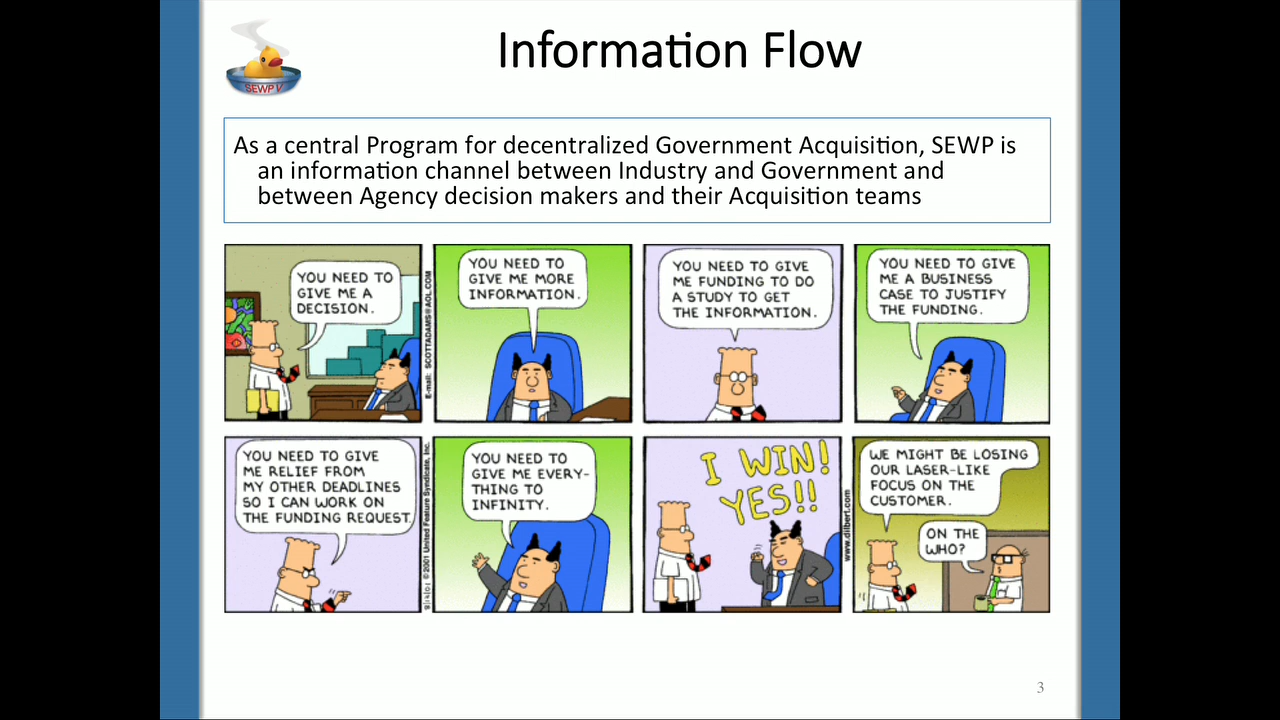 Information Flow
SEWP V
As a central Program for decentralized Government Acquisition, SEWP is
an information channel between Industry and Government and
between Agency decision makers and their Acquisition teams
YOU NEED TO
GIVE ME A
DECISION.
E-mail: SCOTTADAMS@AOL.COM
YOU NEED TO
GIVE ME MORE
INFORMATION.
YOU NEED TO GIVE
ME FUNDING TO DO
A STUDY TO GET
THE INFORMATION.
YOU NEED TO GIVE
ME A BUSINESS
CASE TO JUSTIFY
THE FUNDING.
YOU NEED TO GIVE
ME RELIEF FROM
MY OTHER DEADLINES
SO I CAN WORK ON
THE FUNDING REQUEST.
© 2001 United Feature Syndicate, Inc.
YOU NEED TO
GIVE ME EVERY-
THING TO
INFINITY.
I WIN!
YES!!
www.dilbert.com
WE MIGHT BE LOSING
OUR LASER-LIKE
FOCUS ON THE
CUSTOMER.
ON THE
WHO?
3